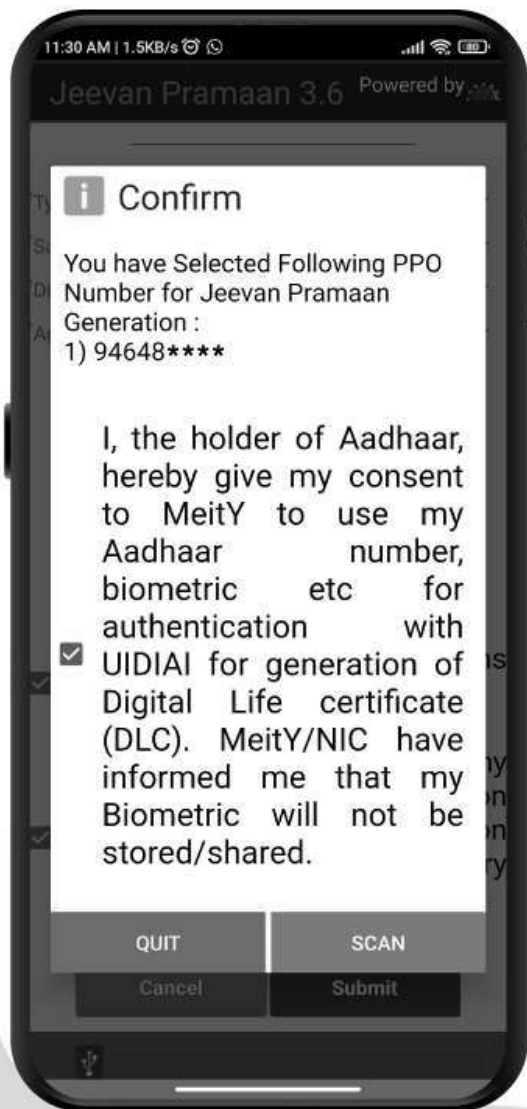 11:30 AM | 1.5KB/s
80
Jeevan Pramaan 3.6 Powered by
Confirm
You have Selected Following PPO
Number for Jeevan Pramaan
Generation :
1) 94648****
I, the holder of Aadhaar,
hereby give my consent
to MeitY to use my
Aadhaar number,
biometric etc for
authentication with
UIDIAI for generation of
Digital Life certificate
(DLC). MeitY/NIC have
informed me that my
Biometric will not be
stored/shared.
QUIT SCAN
Cancel Submit